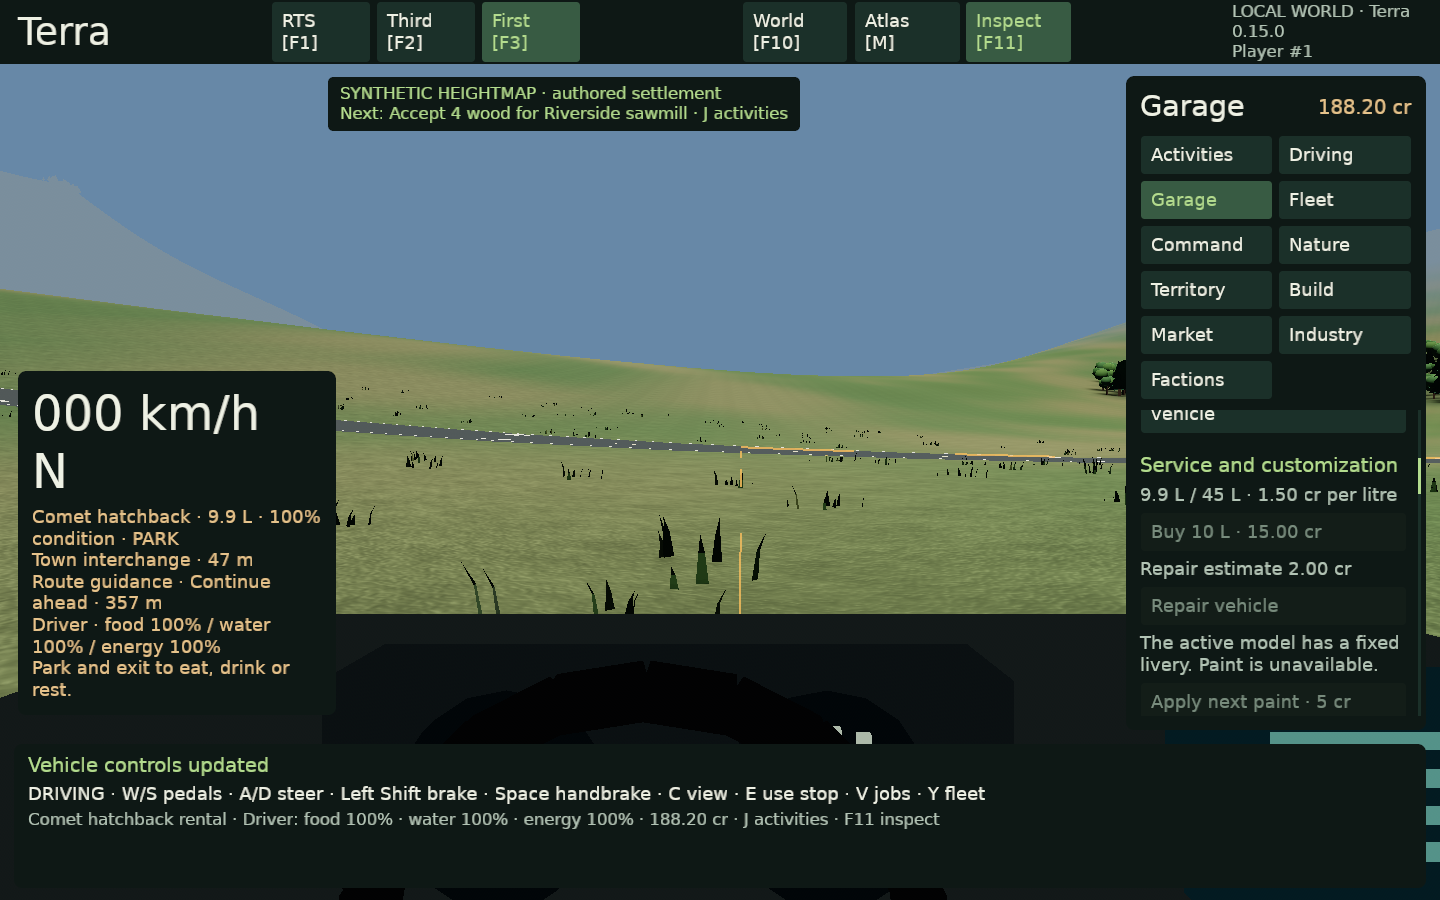 Terra
RTS
[F1]
Third
[F2]
First
[F3]
World
[F10]
Atlas
[M]
Inspect
[F11]
LOCAL WORLD · Terra
0.15.0
Player #1
SYNTHETIC HEIGHTMAP · authored settlement
Next: Accept 4 wood for Riverside sawmill · J activities
Garage
188.20 cr
Activities
Driving
Garage
Fleet
Command
Nature
Territory
Build
Market
Industry
Factions
vehicle
Service and customization
9.9 L / 45 L · 1.50 cr per litre
Buy 10 L · 15.00 cr
Repair estimate 2.00 cr
Repair vehicle
The active model has a fixed
livery. Paint is unavailable.
Apply next paint · 5 cr
000 km/h
N
Comet hatchback · 9.9 L · 100%
condition · PARK
Town interchange · 47 m
Route guidance · Continue
ahead · 357 m
Driver · food 100% / water
100% / energy 100%
Park and exit to eat, drink or
rest.
Vehicle controls updated
DRIVING · W/S pedals · A/D steer · Left Shift brake · Space handbrake · C view · E use stop · V jobs · Y fleet
Comet hatchback rental · Driver: food 100% · water 100% · energy 100% · 188.20 cr · J activities · F11 inspect